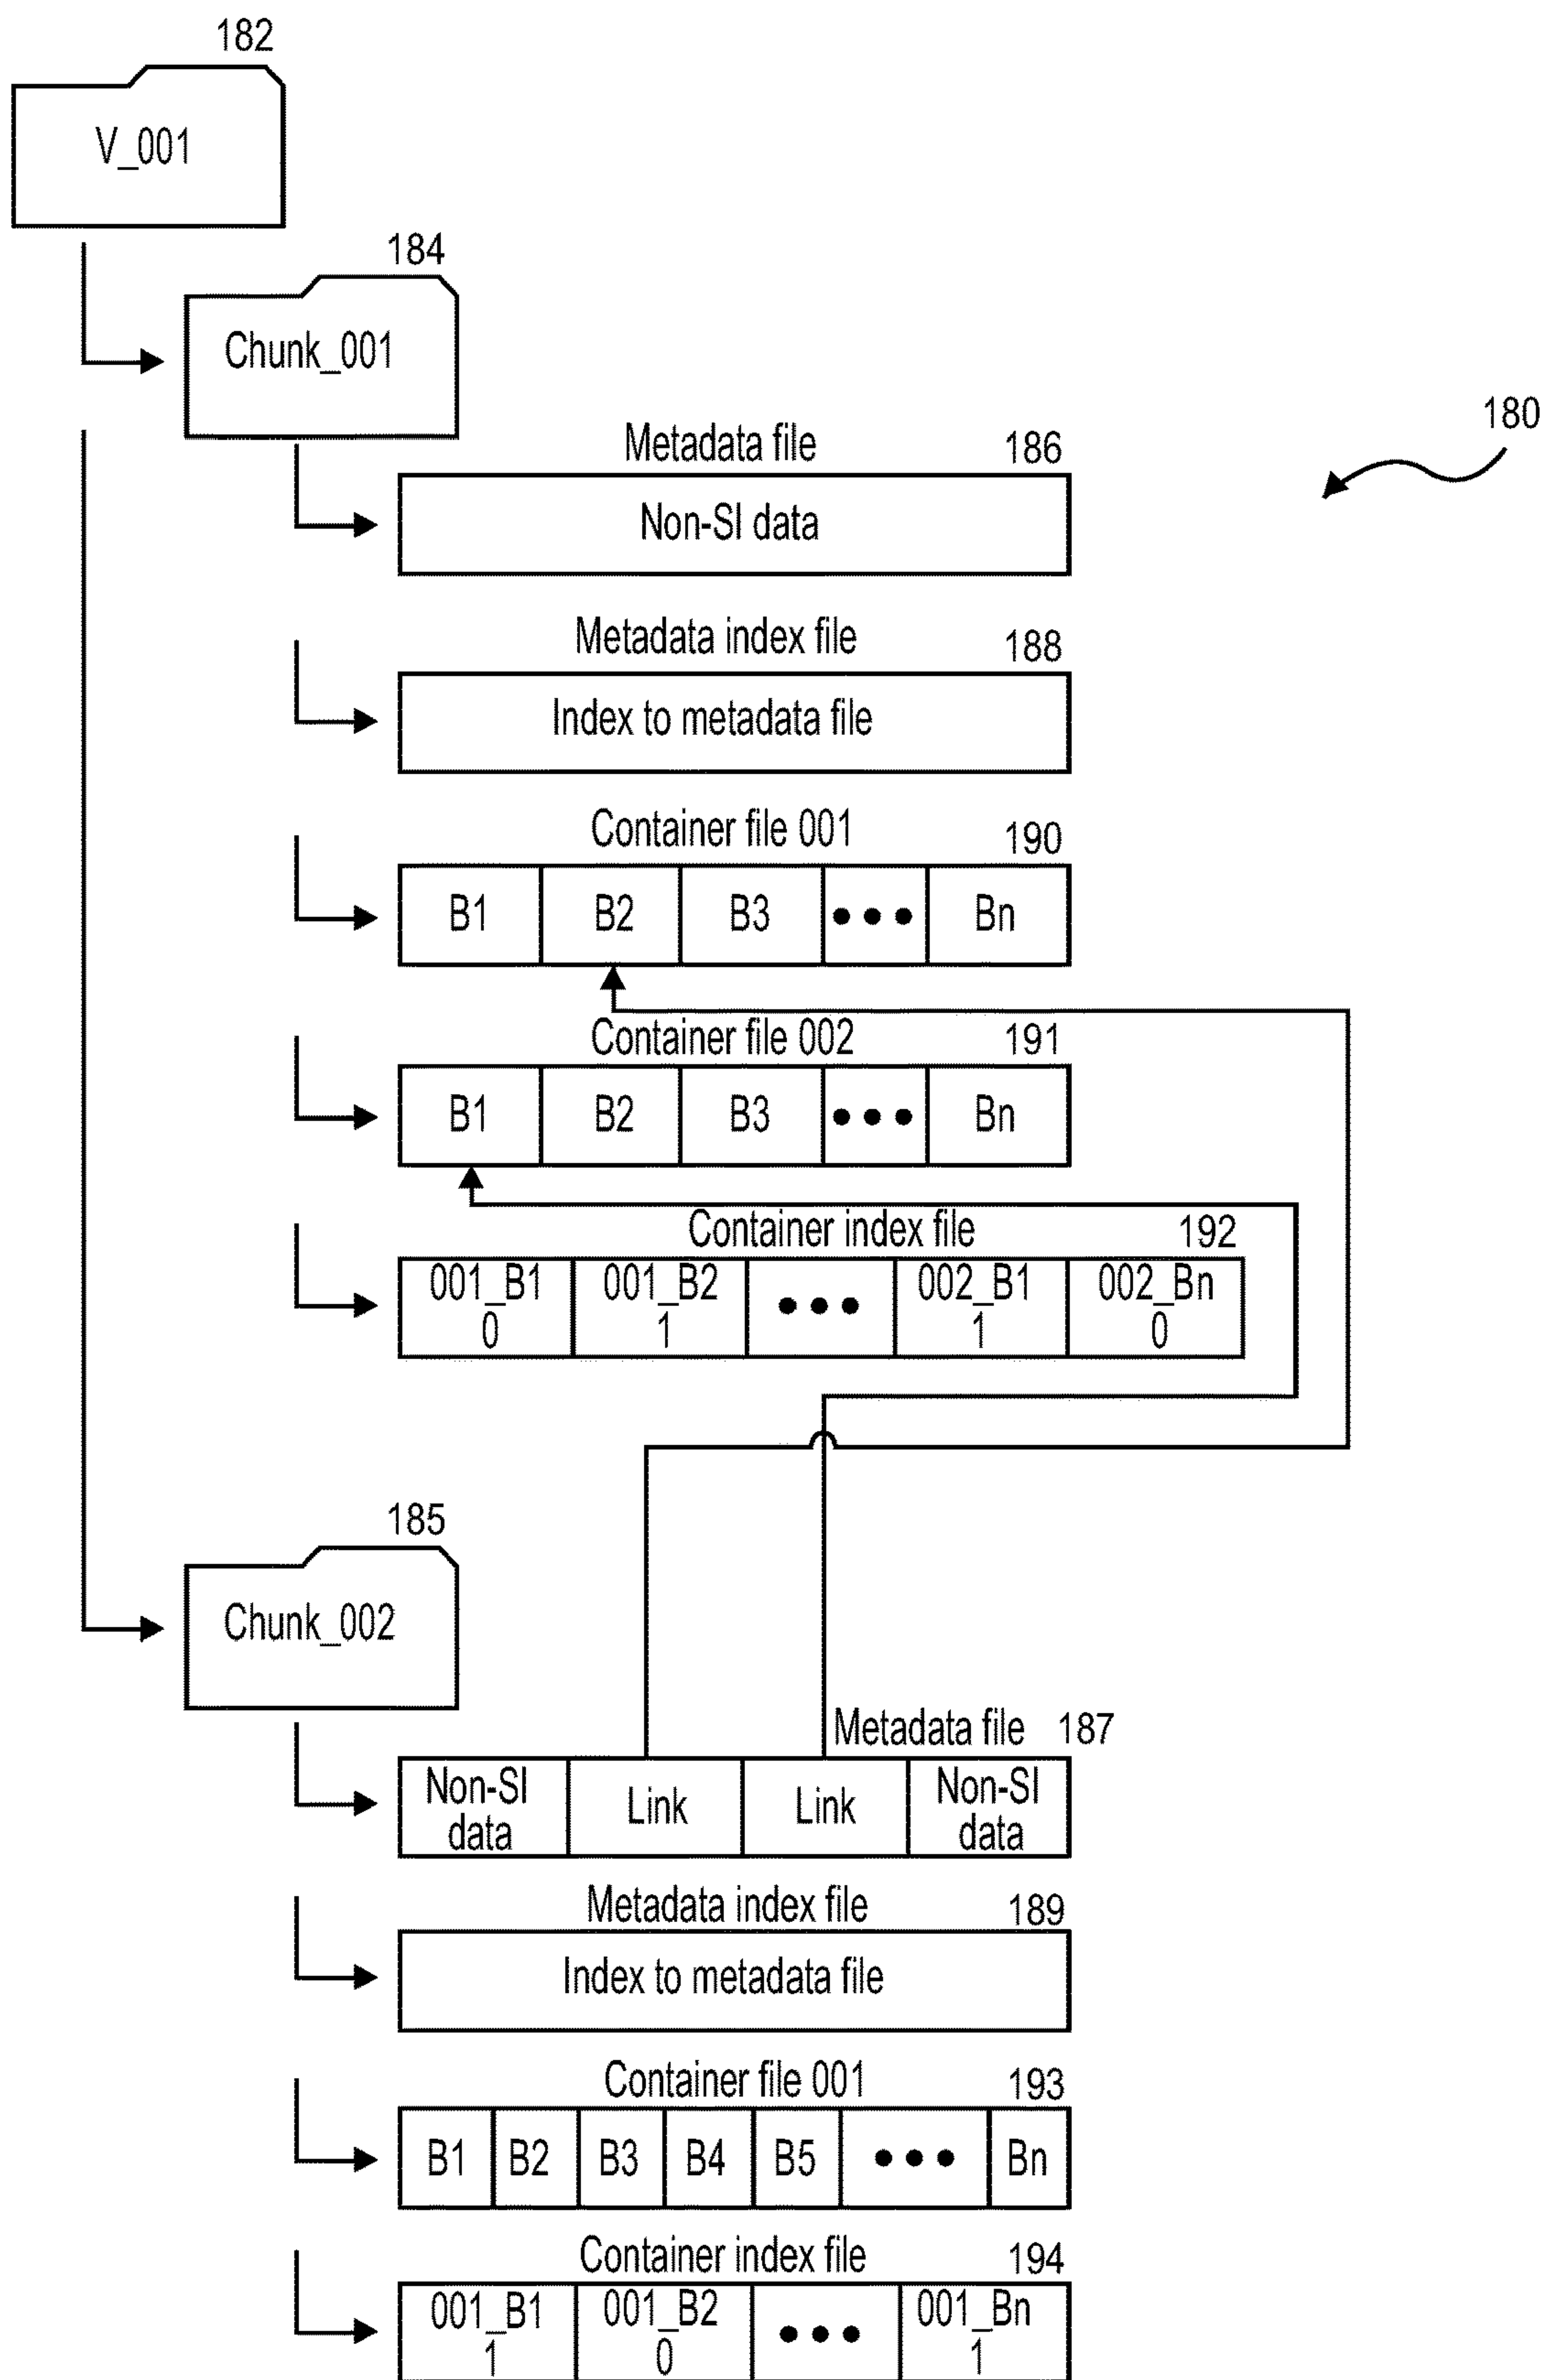 182
V_001
184
Chunk_001
180
Metadata file 186
Non-SI data
Metadata index file 188
Index to metadata file
Container file 001 190
B1 B2 B3 ••• Bn
Container file 002 191
B1 B2 B3 ••• Bn
Container index file 192
001_B1 001_B2 ••• 002_B1 002_Bn
0 1 1 0
185
Chunk_002
Metadata file 187
Non-SI Link Link Non-SI
data data
Metadata index file 189
Index to metadata file
Container file 001 193
B1 B2 B3 B4 B5 ••• Bn
Container index file 194
001_B1 001_B2 ••• 001_Bn
1 0 1